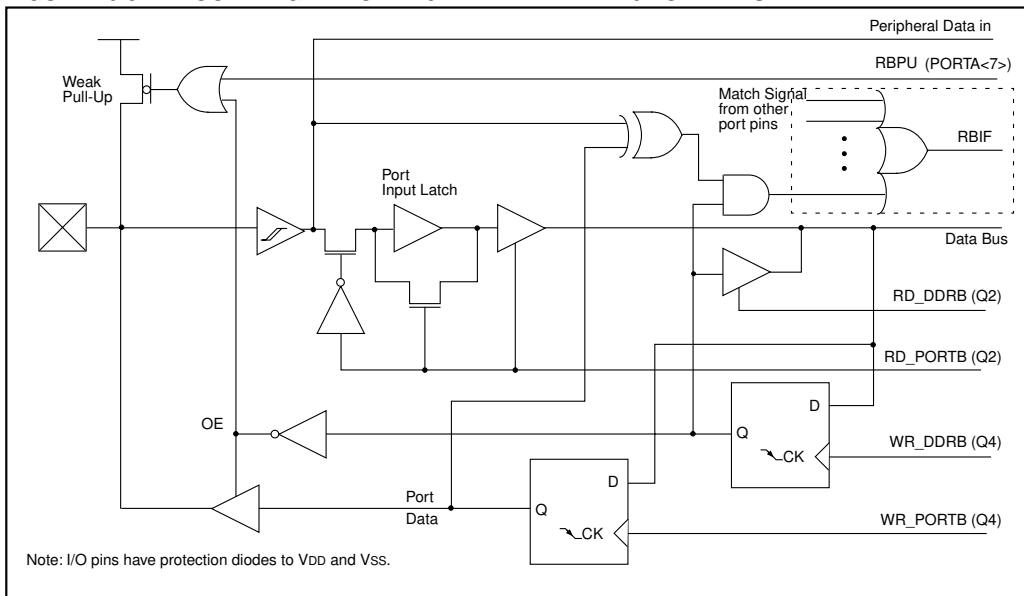 Peripheral Data in
RBPU (PORTA<7>)
Weak
Pull-Up
Match Signal
from other
port pins
RBIF
Port
Input Latch
Data Bus
RD_DDRB (Q2)
RD_PORTB (Q2)
D
OE
Q
WR_DDRB (Q4)
CK
D
Port
Data
Q
WR_PORTB (Q4)
CK
Note: I/O pins have protection diodes to VDD and VSS.